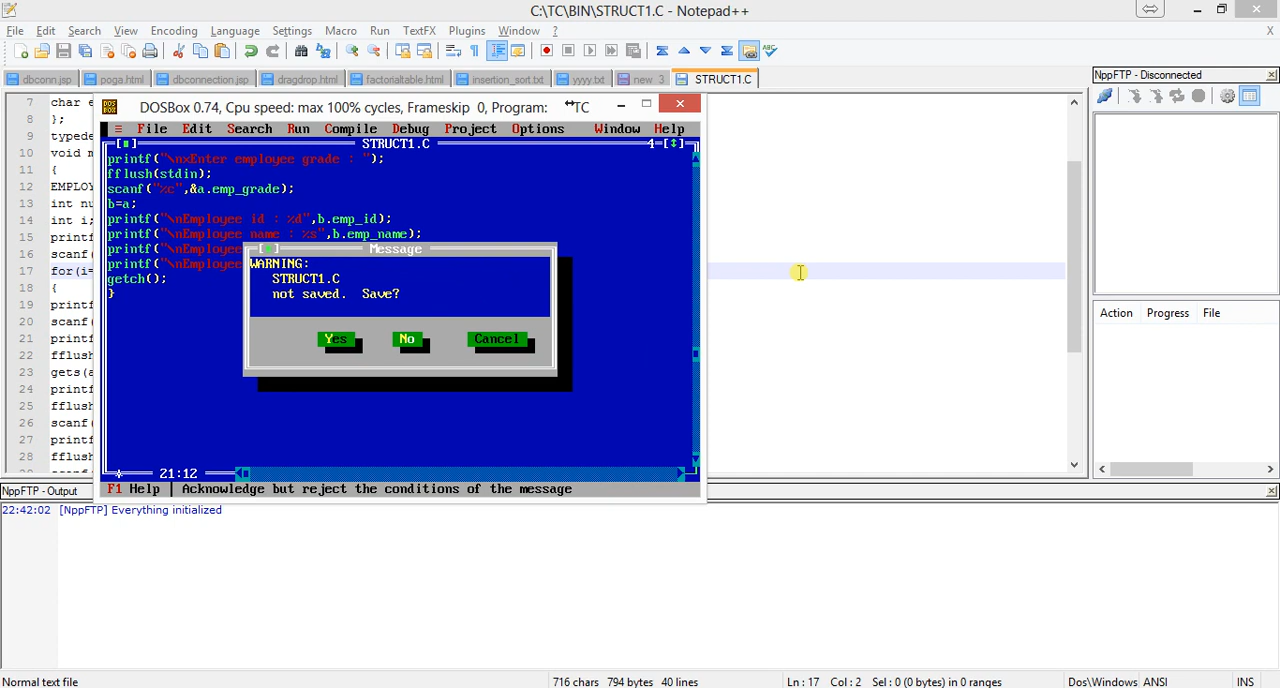 C:\TC\BIN\STRUCT1.C - Notepad++
File Edit Search View Encoding Language Settings Macro Run TextFX Plugins Window ?
X
dbconn.jsp poga.html dbconnection.jsp dragdrop.html factorialtable.html insertion_sort.txt yyyy.txt new 3 STRUCT1.C
NppFTP - Disconnected
7 char e
8 };
9 typede
10 void m
11 {
12 EMPLOY
13 int nu
14 int i;
15 printf
16 scanf
17 for(i=
18 {
19 printf
20 scanf
21 printf
22 fflush
23 gets(a
24 printf
25 fflush
26 scanf
27 printf
28 fflush
DOSBox 0.74, Cpu speed: max 100% cycles, Frameskip 0, Program: TC
File Edit Search Run Compile Debug Project Options Window Help
STRUCT1.C
4
printf("\nxEnter employee grade : ");
fflush(stdin);
scanf("%c",&a.emp_grade);
b=a;
printf("\nEmployee id : %d",b.emp_id);
printf("\nEmployee name : %s",b.emp_name);
printf("\nEmployee
printf("\nEmployee
getch();
}
Message
WARNING:
STRUCT1.C
not saved. Save?
Yes No Cancel
21:12
F1 Help | Acknowledge but reject the conditions of the message
Action Progress File
NppFTP - Output
22:42:02 [NppFTP] Everything initialized
Normal text file 716 chars 794 bytes 40 lines Ln : 17 Col : 2 Sel : 0 (0 bytes) in 0 ranges Dos\Windows ANSI INS